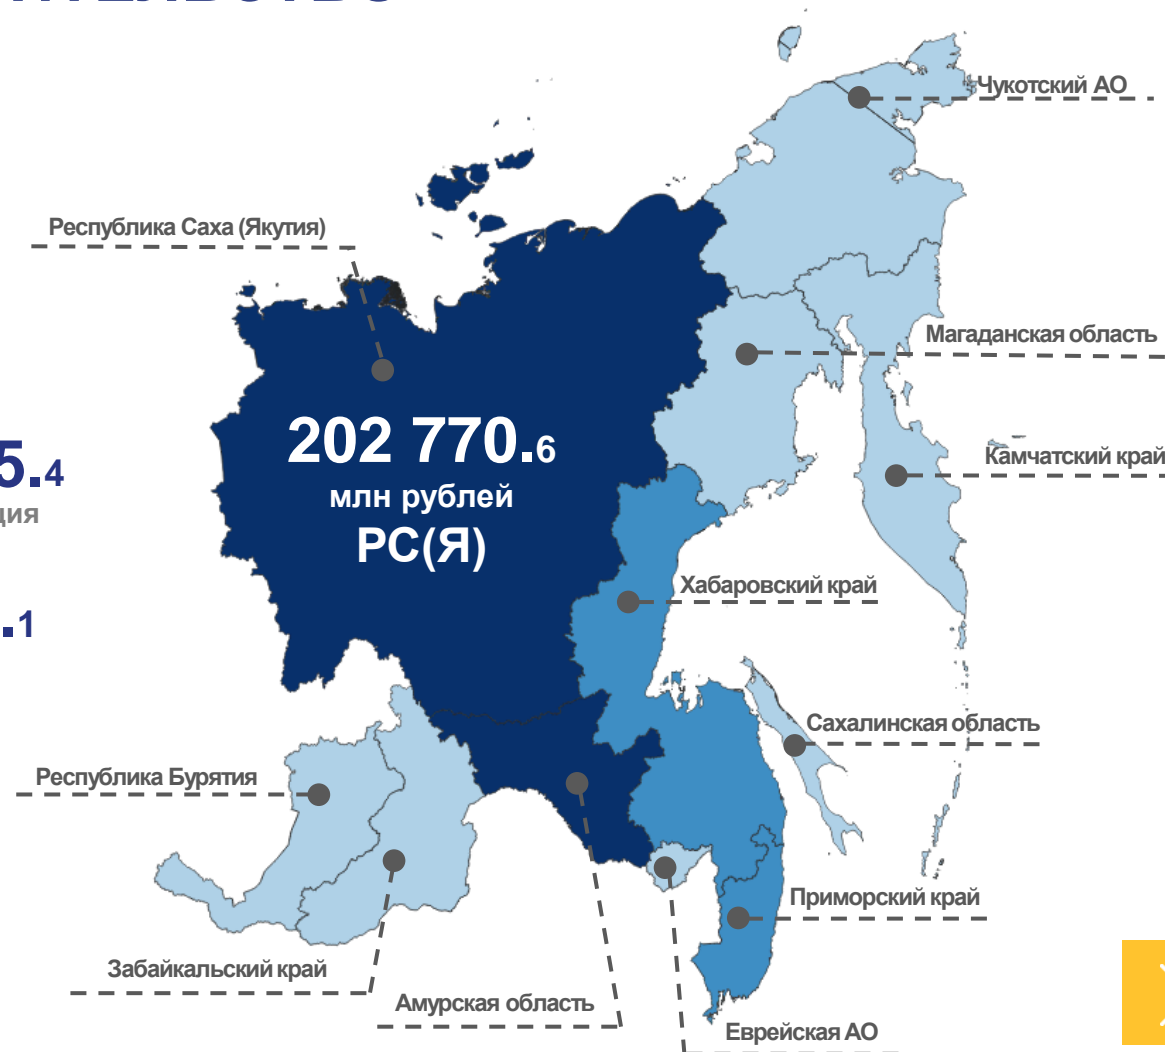 Чукотский АО
Республика Саха (Якутия)
Магаданская область
202 770.6
млн рублей
РС(Я)
5.4
Камчатский край
Хабаровский край
.1
Сахалинская область
Республика Бурятия
Приморский край
Забайкальский край
Амурская область
Еврейская АО